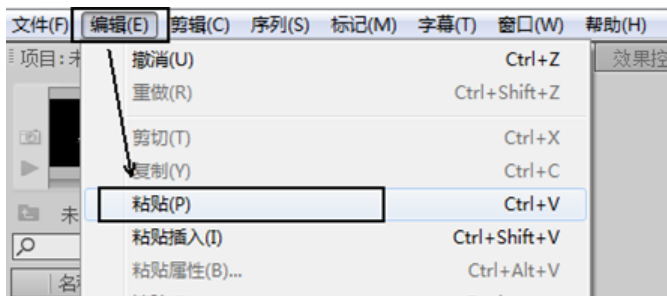 文件(F) 编辑(E) 剪辑(C) 序列(S) 标记(M) 字幕(T) 窗口(W) 帮助(H)
项目:未 撤消(U) Ctrl+Z 效果控
重做(R) Ctrl+Shift+Z
剪切(T) Ctrl+X
复制(Y) Ctrl+C
未 粘贴(P) Ctrl+V
粘贴插入(I) Ctrl+Shift+V
名称 粘贴属性(B)... Ctrl+Alt+V